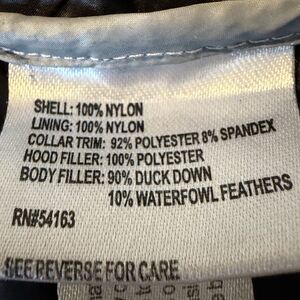 SHELL: 100% NYLON
LINING: 100% NYLON
COLLAR TRIM: 92% POLYESTER 8% SPANDEX
HOOD FILLER: 100% POLYESTER
BODY FILLER: 90% DUCK DOWN
10% WATERFOWL FEATHERS
RN#54163
SEE REVERSE FOR CARE